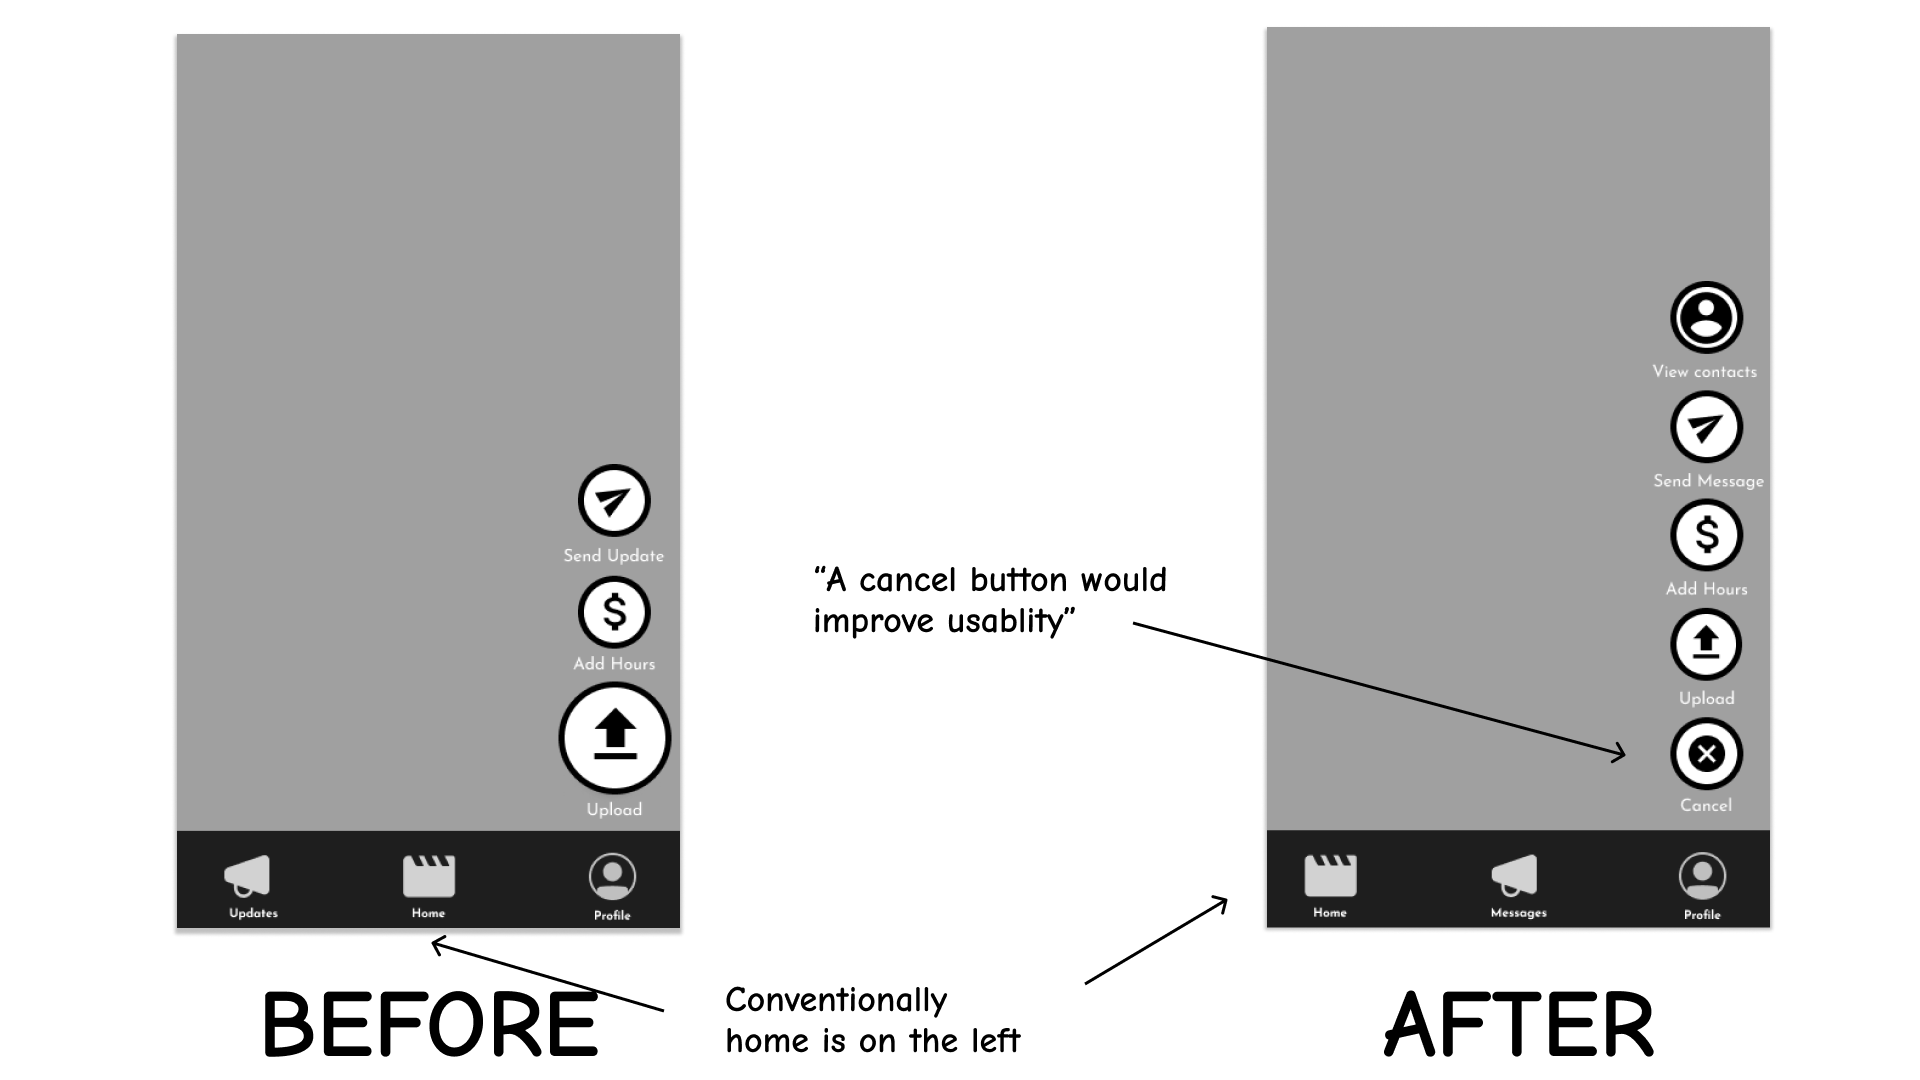 Send Update
Add Hours
Upload
Updates
Home
Profile
BEFORE
"A cancel button would
improve usablity"
Conventionally
home is on the left
View contacts
Send Message
$
Add Hours
Upload
Cancel
Home
Messages
Profile
AFTER